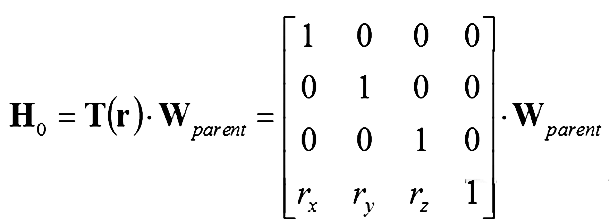 1 0 0 0
0 1 0 0
H₀ = T(r) · W_parent = · W_parent
0 0 1 0
r_x r_y r_z 1